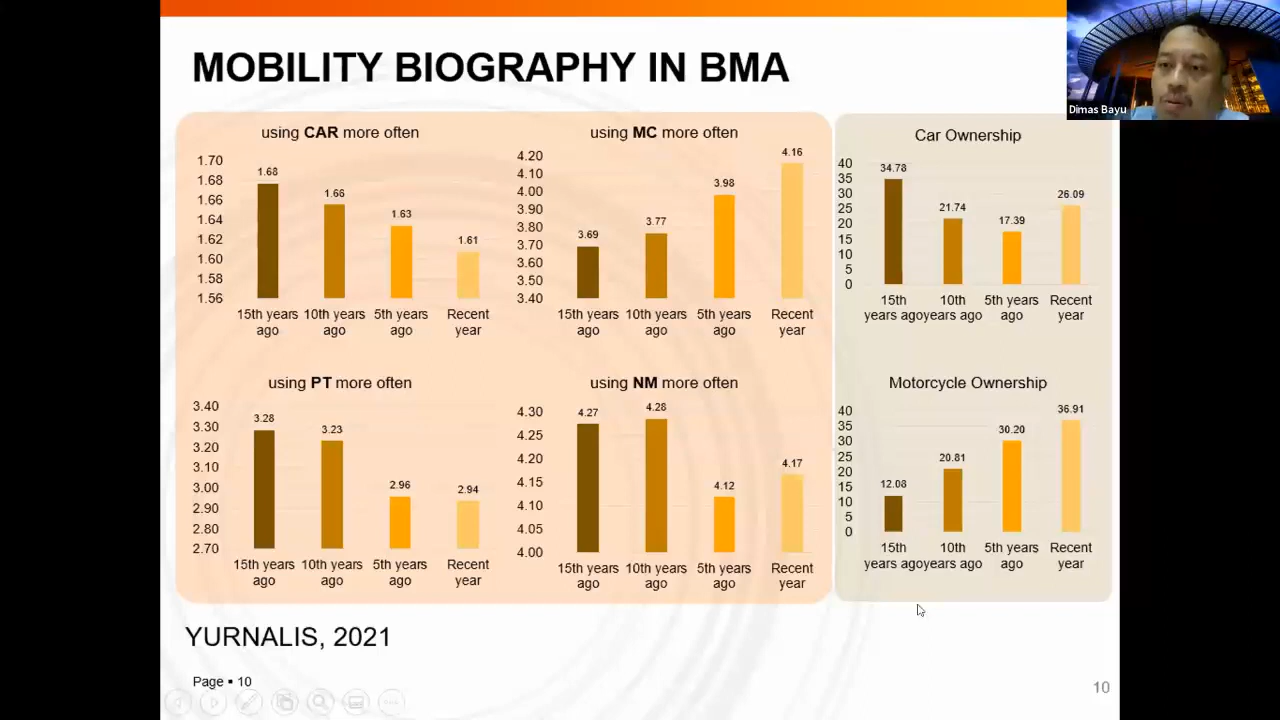 MOBILITY BIOGRAPHY IN BMA
Dimas Bayu
using CAR more often
1.70
1.68
1.66
1.64
1.62
1.60
1.58
1.56
1.68
1.66
1.63
1.61
15th years ago
10th years ago
5th years ago
Recent year
using MC more often
4.20
4.10
4.00
3.90
3.80
3.70
3.60
3.50
3.40
3.69
3.77
3.98
4.16
15th years ago
10th years ago
5th years ago
Recent year
Car Ownership
40
35
30
25
20
15
10
5
0
34.78
21.74
17.39
26.09
15th years ago
10th years ago
5th years ago
Recent year
using PT more often
3.40
3.30
3.20
3.10
3.00
2.90
2.80
2.70
3.28
3.23
2.96
2.94
15th years ago
10th years ago
5th years ago
Recent year
using NM more often
4.30
4.25
4.20
4.15
4.10
4.05
4.00
4.27
4.28
4.12
4.17
15th years ago
10th years ago
5th years ago
Recent year
Motorcycle Ownership
40
35
30
25
20
15
10
5
0
12.08
20.81
30.20
36.91
15th years ago
10th years ago
5th years ago
Recent year
YURNALIS, 2021
Page ▪ 10
10